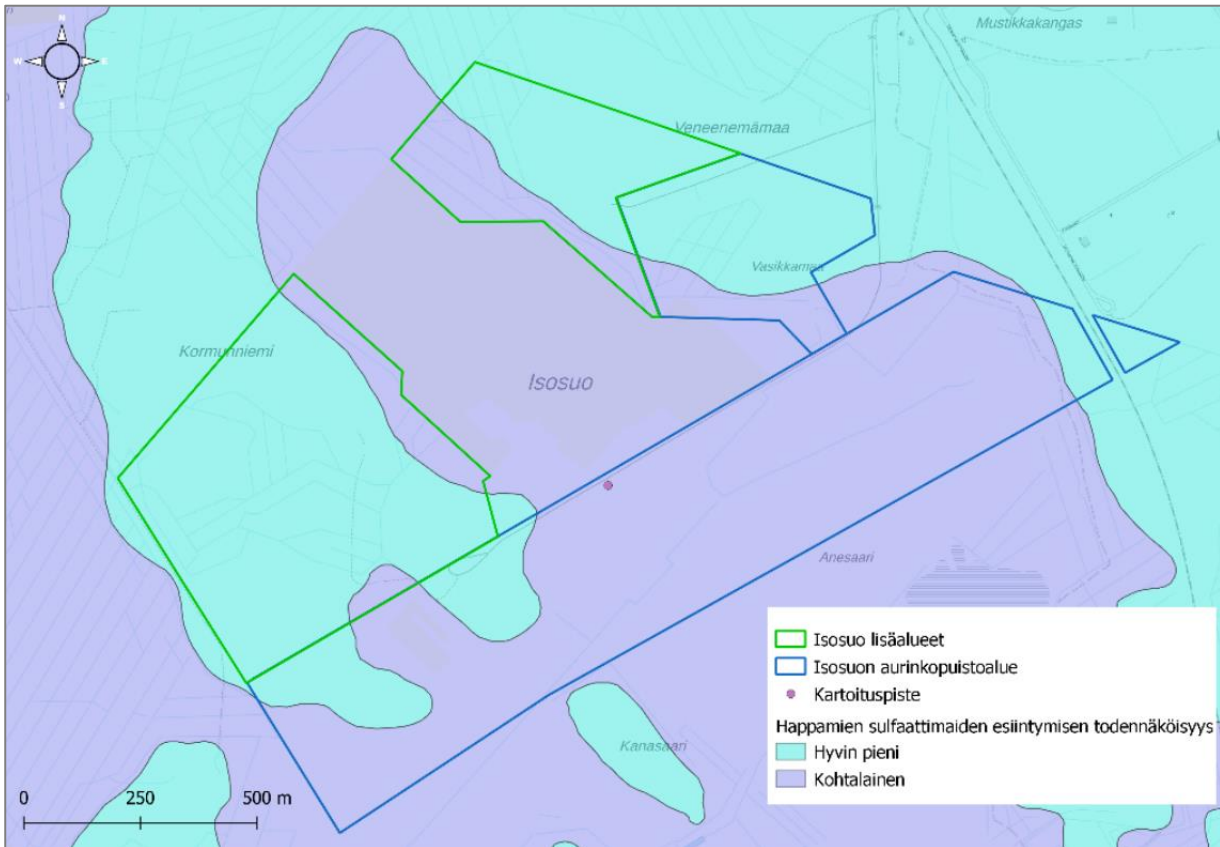 N
W
E
S
Mustikkakangas
Veneenemämaa
Vasikkamaa
Kormunniemi
Isosuo
Anesaari
Kanasaari
Isosuo lisäalueet
Isosuon aurinkopuistoalue
Kartoituspiste
Happamien sulfaattimaiden esiintymisen todennäköisyys
Hyvin pieni
Kohtalainen
0 250 500 m